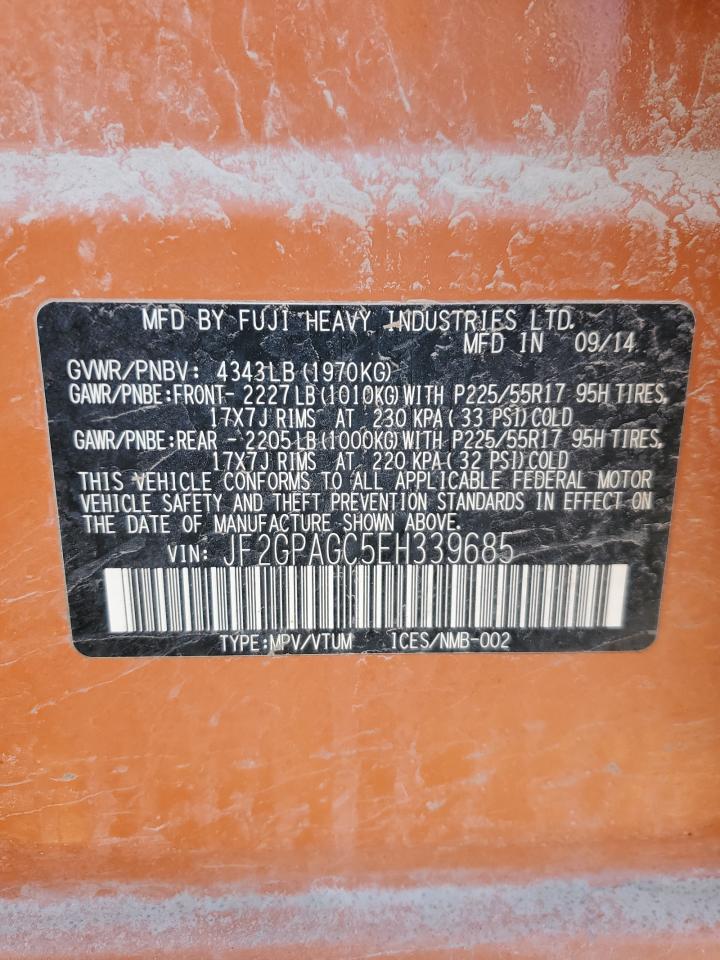 MFD BY FUJI HEAVY INDUSTRIES LTD.
MFD IN 09/14
GVWR/PNBV: 4343LB(1970KG)
GAWR/PNBE:FRONT- 2227LB(1010KG)WITH P225/55R17 95H TIRES,
17X7J RIMS AT 230 KPA( 33 PSI)COLD
GAWR/PNBE:REAR - 2205LB(1000KG)WITH P225/55R17 95H TIRES,
17X7J RIMS AT 220 KPA( 32 PSI)COLD
THIS VEHICLE CONFORMS TO ALL APPLICABLE FEDERAL MOTOR
VEHICLE SAFETY AND THEFT PREVENTION STANDARDS IN EFFECT ON
THE DATE OF MANUFACTURE SHOWN ABOVE.
VIN: JF2GPAGC5EH339685
TYPE:MPV/VTUM ICES/NMB-002